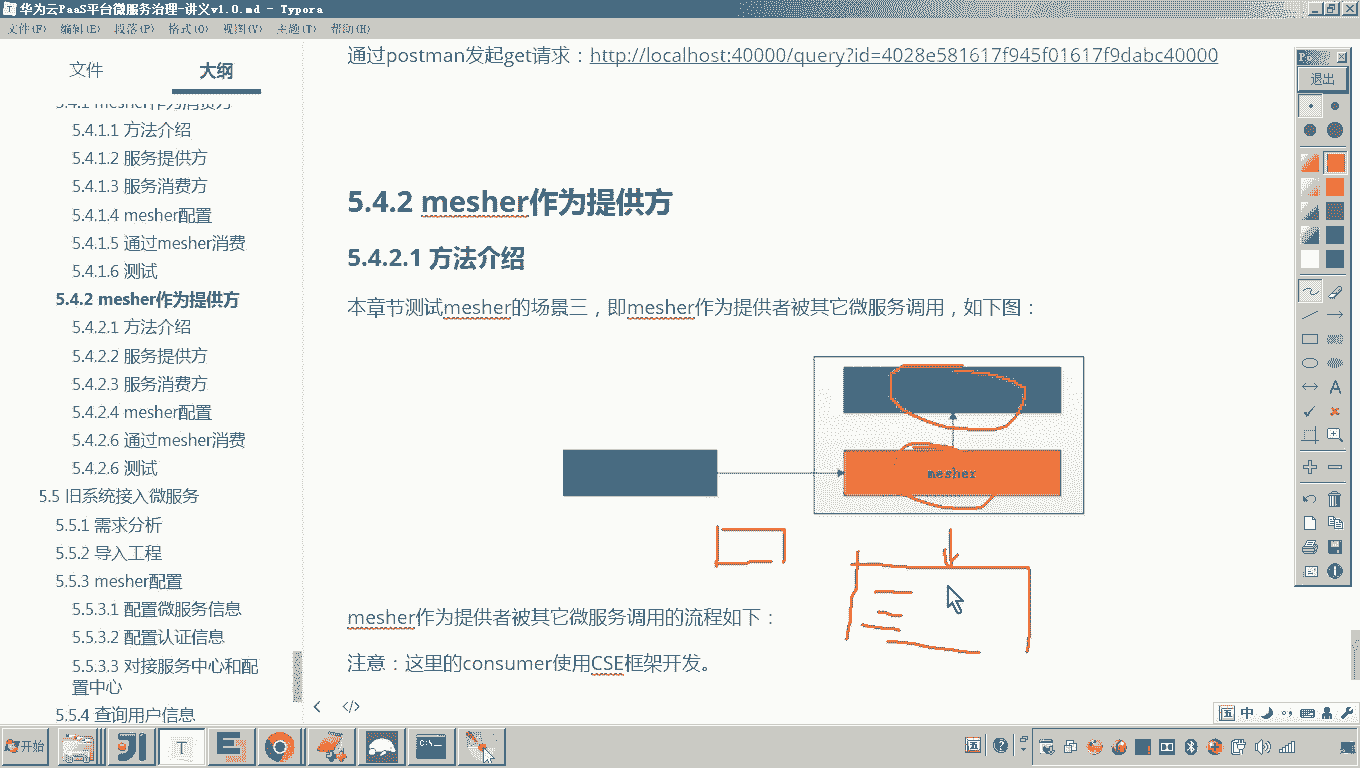 华为云PaaS平台微服务治理-讲义v1.0.md - Typora
文件(F) 编辑(E) 段落(P) 格式(O) 视图(V) 主题(T) 帮助(H)
文件 大纲
5.4.1 mesher作为消费方
5.4.1.1 方法介绍
5.4.1.2 服务提供方
5.4.1.3 服务消费方
5.4.1.4 mesher配置
5.4.1.5 通过mesher消费
5.4.1.6 测试
5.4.2 mesher作为提供方
5.4.2.1 方法介绍
5.4.2.2 服务提供方
5.4.2.3 服务消费方
5.4.2.4 mesher配置
5.4.2.6 通过mesher消费
5.4.2.6 测试
5.5 旧系统接入微服务
5.5.1 需求分析
5.5.2 导入工程
5.5.3 mesher配置
5.5.3.1 配置微服务信息
5.5.3.2 配置认证信息
5.5.3.3 对接服务中心和配
置中心
5.5.4 查询用户信息
通过postman发起get请求：http://localhost:40000/query?id=4028e581617f945f01617f9dabc40000
5.4.2 mesher作为提供方
5.4.2.1 方法介绍
本章节测试mesher的场景三，即mesher作为提供者被其它微服务调用，如下图：
mesher
mesher作为提供者被其它微服务调用的流程如下：
注意：这里的consumer使用CSE框架开发。
退出
A
开始
中